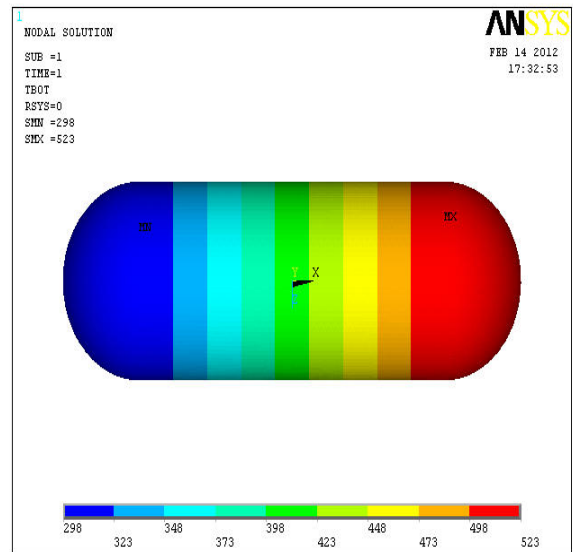 1
ANSYS
NODAL SOLUTION
FEB 14 2012
SUB =1
17:32:53
TIME=1
TBOT
RSYS=0
SMN =298
SMX =523
MN
MX
Y
X
Z
298 348 398 448 498
323 373 423 473 523